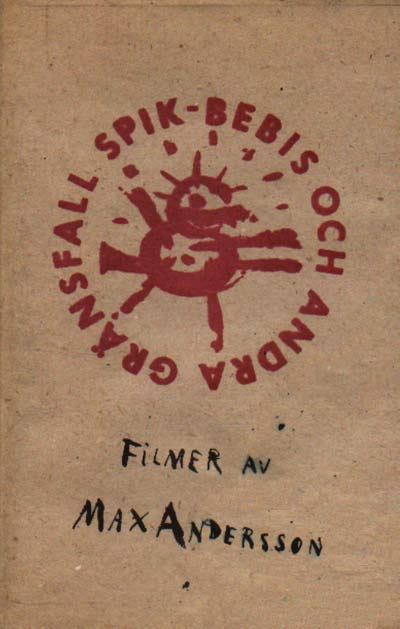 SPIK-BEBIS OCH ANDRA GRÄNSFALL
FILMER AV
MAX ANDERSSON